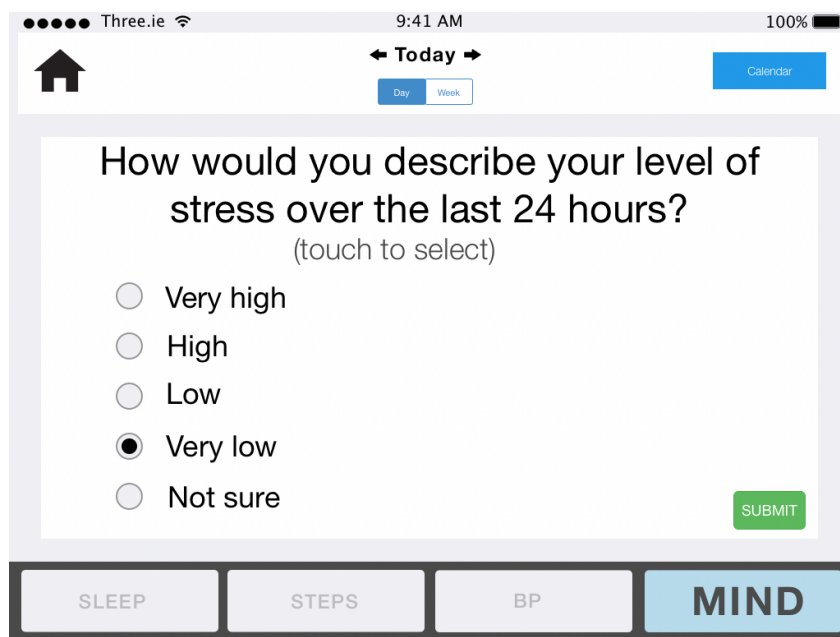 Three.ie 9:41 AM 100%
Today
Calendar
Day Week
How would you describe your level of
stress over the last 24 hours?
(touch to select)
Very high
High
Low
Very low
Not sure
SUBMIT
SLEEP STEPS BP MIND